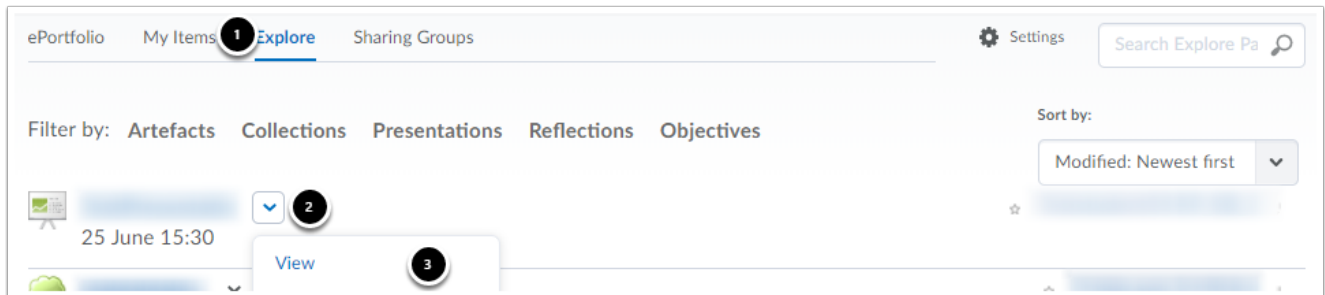 ePortfolio My Items 1 Explore Sharing Groups Settings Search Explore Pa
Sort by:
Filter by: Artefacts Collections Presentations Reflections Objectives
Modified: Newest first
2
25 June 15:30
View 3